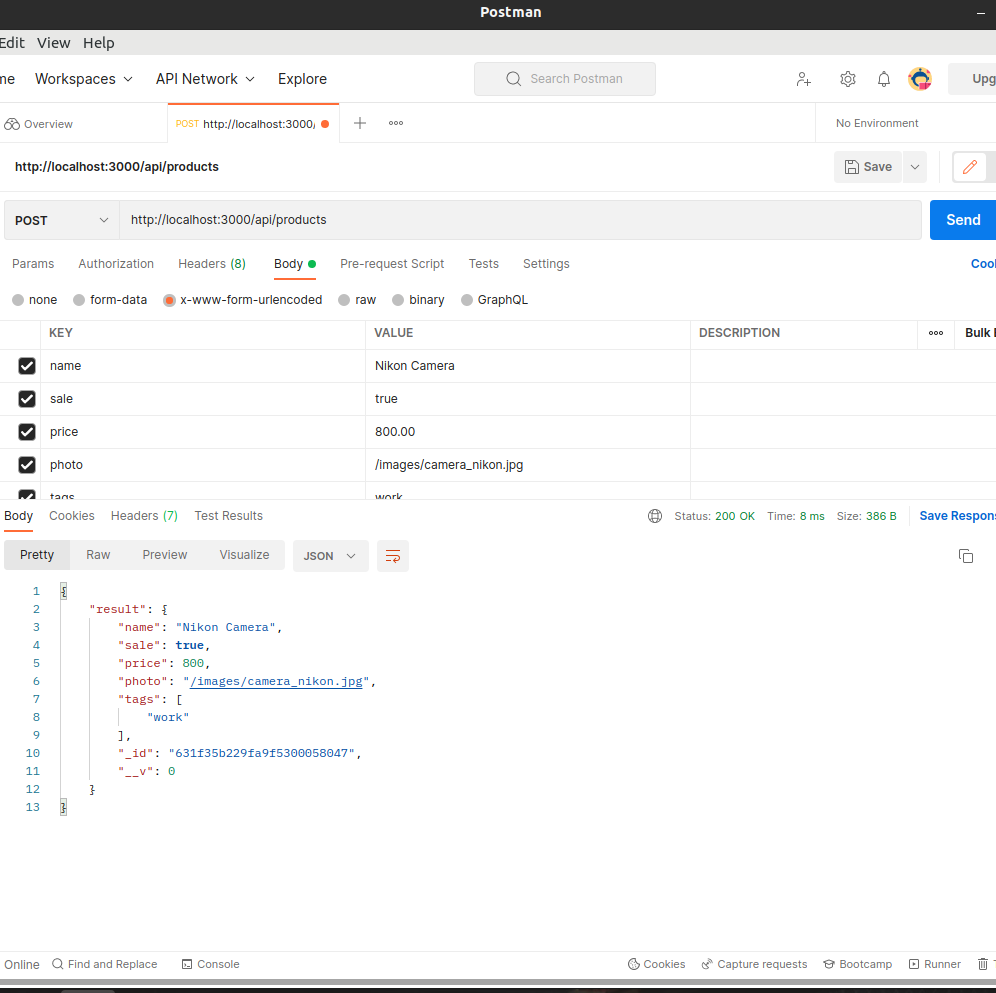 Postman
Edit View Help
me Workspaces API Network Explore Search Postman Upg
Overview POST http://localhost:3000/ No Environment
http://localhost:3000/api/products Save
POST http://localhost:3000/api/products Send
Params Authorization Headers (8) Body Pre-request Script Tests Settings Cool
none form-data x-www-form-urlencoded raw binary GraphQL
KEY VALUE DESCRIPTION Bulk
name Nikon Camera
sale true
price 800.00
photo /images/camera_nikon.jpg
tags work
Body Cookies Headers (7) Test Results Status: 200 OK Time: 8 ms Size: 386 B Save Respons
Pretty Raw Preview Visualize JSON
1 {
2 "result": {
3 "name": "Nikon Camera",
4 "sale": true,
5 "price": 800,
6 "photo": "/images/camera_nikon.jpg",
7 "tags": [
8 "work"
9 ],
10 "_id": "631f35b229fa9f5300058047",
11 "__v": 0
12 }
13 }
Online Find and Replace Console Cookies Capture requests Bootcamp Runner